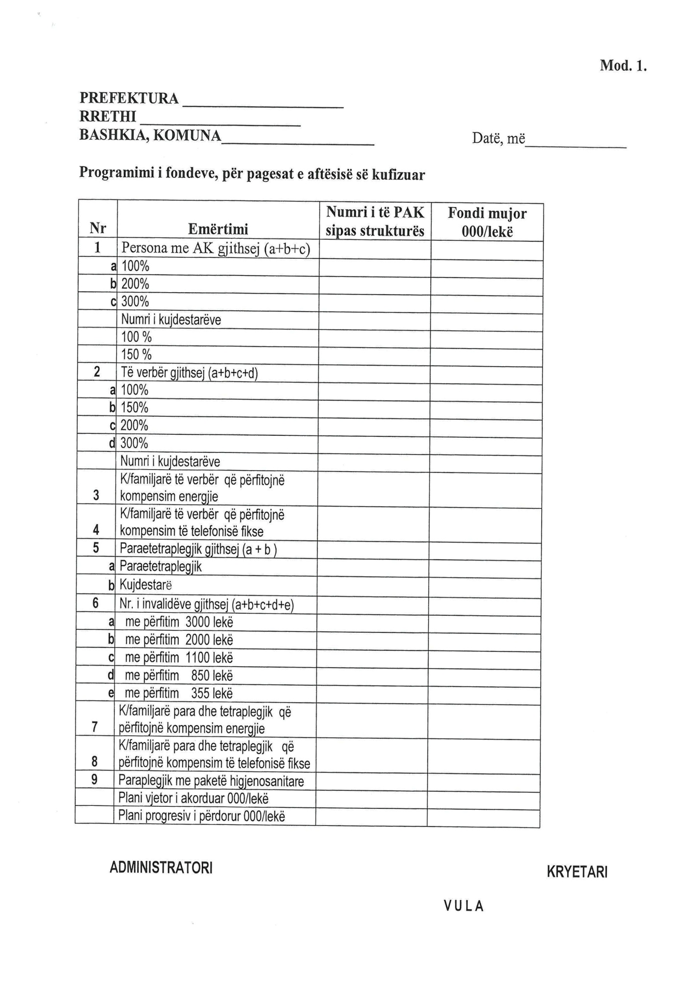 Mod. 1.
PREFEKTURA ____________________
RRETHI ____________________
BASHKIA, KOMUNA____________________
Datë, më_____________
Programimi i fondeve, për pagesat e aftësisë së kufizuar
Nr Emërtimi Numri i të PAK sipas strukturës Fondi mujor 000/lekë
1 Persona me AK gjithsej (a+b+c)
a 100%
b 200%
c 300%
Numri i kujdestarëve
100 %
150 %
2 Të verbër gjithsej (a+b+c+d)
a 100%
b 150%
c 200%
d 300%
Numri i kujdestarëve
K/familjarë të verbër që përfitojnë
3 kompensim energjie
K/familjarë të verbër që përfitojnë
4 kompensim të telefonisë fikse
5 Paraetetraplegjik gjithsej (a + b )
a Paraetetraplegjik
b Kujdestarë
6 Nr. i invalidëve gjithsej (a+b+c+d+e)
a me përfitim 3000 lekë
b me përfitim 2000 lekë
c me përfitim 1100 lekë
d me përfitim 850 lekë
e me përfitim 355 lekë
K/familjarë para dhe tetraplegjik që
7 përfitojnë kompensim energjie
K/familjarë para dhe tetraplegjik që
8 përfitojnë kompensim të telefonisë fikse
9 Paraplegjik me paketë higjenosanitare
Plani vjetor i akorduar 000/lekë
Plani progresiv i përdorur 000/lekë
ADMINISTRATORI
KRYETARI
V U L A